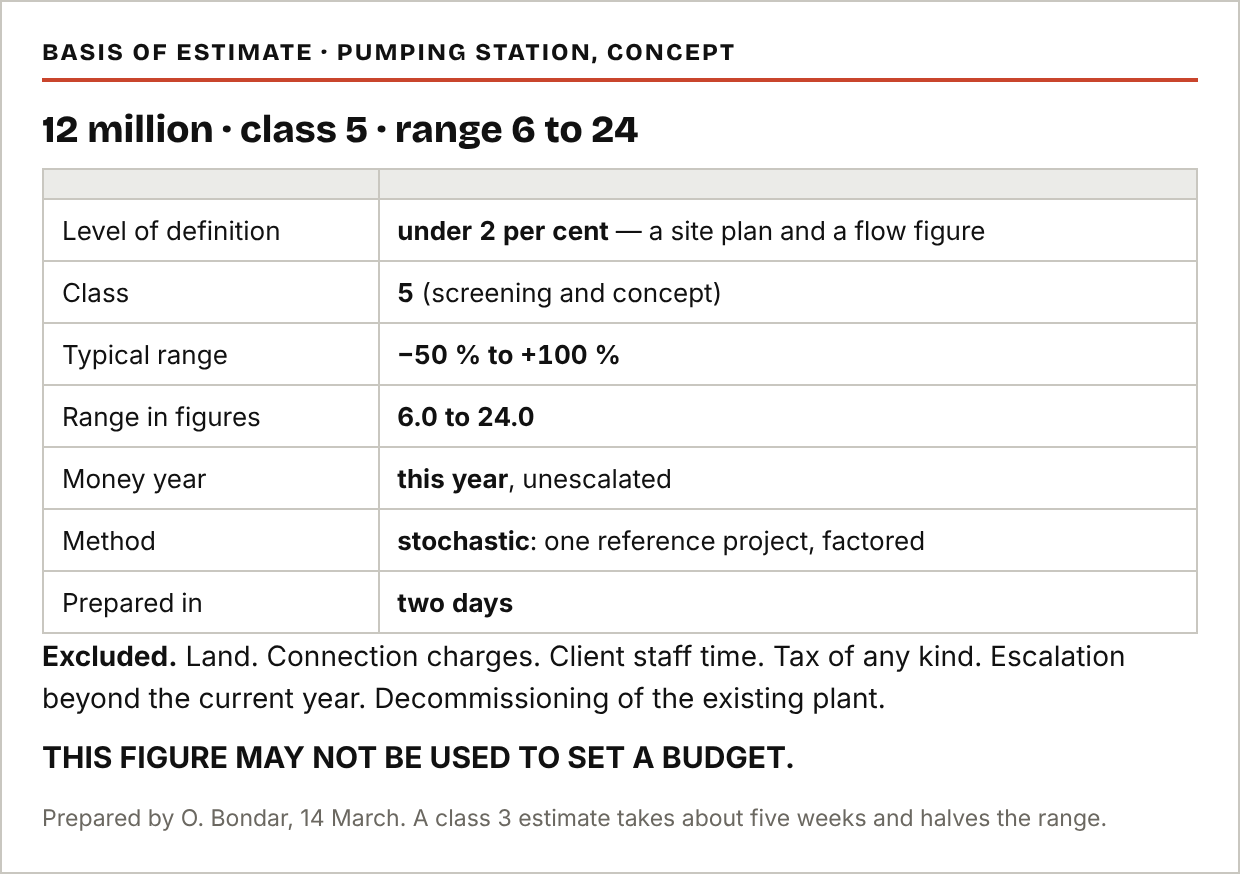 BASIS OF ESTIMATE · PUMPING STATION, CONCEPT
12 million · class 5 · range 6 to 24
Level of definition under 2 per cent — a site plan and a flow figure
Class 5 (screening and concept)
Typical range −50 % to +100 %
Range in figures 6.0 to 24.0
Money year this year, unescalated
Method stochastic: one reference project, factored
Prepared in two days
Excluded. Land. Connection charges. Client staff time. Tax of any kind. Escalation
beyond the current year. Decommissioning of the existing plant.
THIS FIGURE MAY NOT BE USED TO SET A BUDGET.
Prepared by O. Bondar, 14 March. A class 3 estimate takes about five weeks and halves the range.